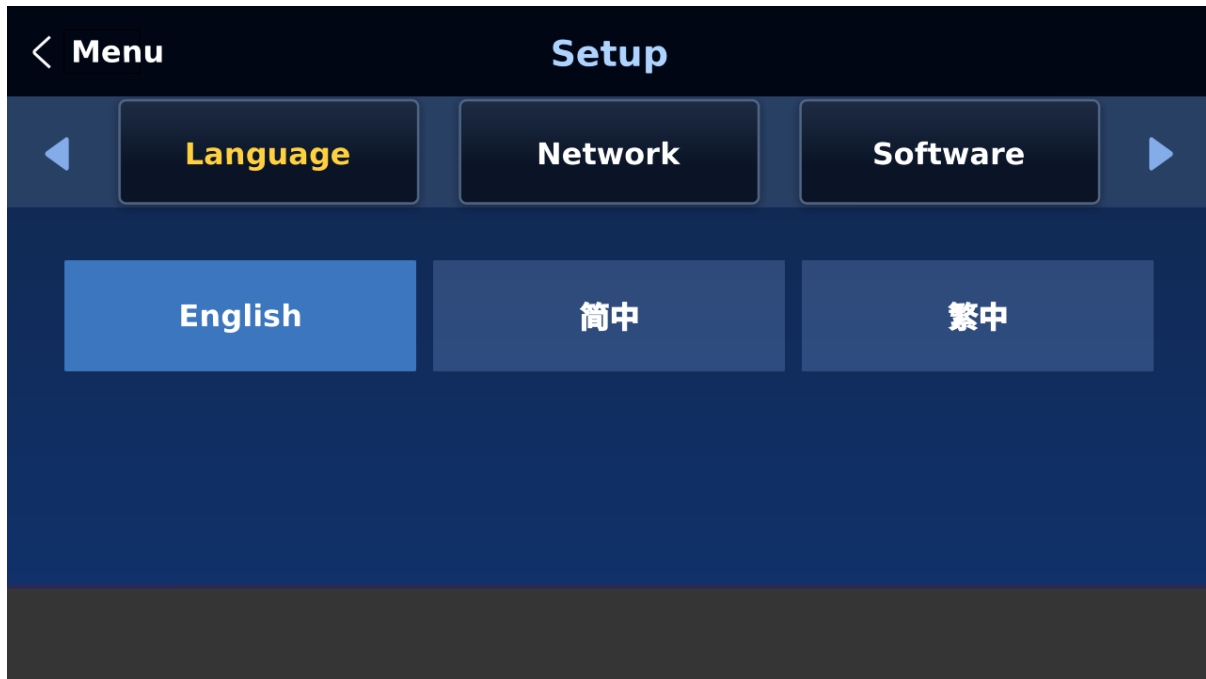 Menu
Setup
Language
Network
Software
English
简中
繁中